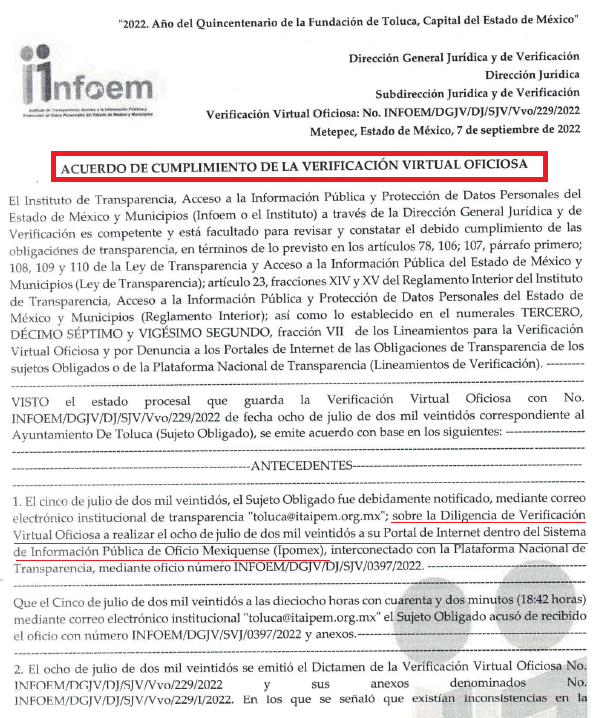 "2022. Año del Quincentenario de la Fundación de Toluca, Capital del Estado de México"
infoem
Instituto de Transparencia, Acceso a la Información Pública y
Protección de Datos Personales del Estado de México y Municipios
Dirección General Jurídica y de Verificación
Dirección Jurídica
Subdirección Jurídica y de Verificación
Verificación Virtual Oficiosa: No. INFOEM/DGJV/DJ/SJV/Vvo/229/2022
Metepec, Estado de México, 7 de septiembre de 2022
ACUERDO DE CUMPLIMIENTO DE LA VERIFICACIÓN VIRTUAL OFICIOSA
El Instituto de Transparencia, Acceso a la Información Pública y Protección de Datos Personales del
Estado de México y Municipios (Infoem o el Instituto) a través de la Dirección General Jurídica y de
Verificación es competente y está facultado para revisar y constatar el debido cumplimiento de las
obligaciónes de transparencia, en términos de lo previsto en los artículos 78, 106; 107, párrafo primero;
108, 109 y 110 de la Ley de Transparencia y Acceso a la Información Pública del Estado de México y
Municipios (Ley de Transparencia); artículo 23, fracciones XIV y XV del Reglamento Interior del Instituto
de Transparencia, Acceso a la Información Pública y Protección de Datos Personales del Estado de
México y Municipios (Reglamento Interior); así como lo establecido en el numerales TERCERO,
DÉCIMO SÉPTIMO y VIGÉSIMO SEGUNDO, fracción VII de los Lineamientos para la Verificación
Virtual Oficiosa y por Denuncia a los Portales de Internet de las Obligaciones de Transparencia de los
sujetos Obligados o de la Plataforma Nacional de Transparencia (Lineamientos de Verificación). ----------
VISTO el estado procesal que guarda la Verificación Virtual Oficiosa con No.
INFOEM/DGJV/DJ/SJV/Vvo/229/2022 de fecha ocho de julio de dos mil veintidós correspondiente al
Ayuntamiento De Toluca (Sujeto Obligado), se emite acuerdo con base en los siguientes: ------------------
--------------------ANTECEDENTES--------------------
1. El cinco de julio de dos mil veintidós, el Sujeto Obligado fue debidamente notificado, mediante correo
electrónico institucional de transparencia "toluca@itaipem.org.mx"; sobre la Diligencia de Verificación
Virtual Oficiosa a realizar el ocho de julio de dos mil veintidós a su Portal de Internet dentro del Sistema
de Información Pública de Oficio Mexiquense (Ipomex), interconectado con la Plataforma Nacional de
Transparencia, mediante oficio número INFOEM/DGJV/DJ/SJV/0397/2022. --------------------
Que el Cinco de julio de dos mil veintidós a las dieciocho horas con cuarenta y dos minutos (18:42 horas)
mediante correo electrónico institucional "toluca@itaipem.org.mx" el Sujeto Obligado acusó de recibido
el oficio con número INFOEM/DGJV/SVJ/0397/2022 y anexos.--------------------
2. El ocho de julio de dos mil veintidós se emitió el Dictamen de la Verificación Virtual Oficiosa No.
INFOEM/DGJV/DJ/SJV/Vvo/229/2022 y sus anexos denominados No.
INFOEM/DGJV/DJ/SJV/Vvo/229/2022/I/2022. En los que se señaló que existían inconsistencias en la